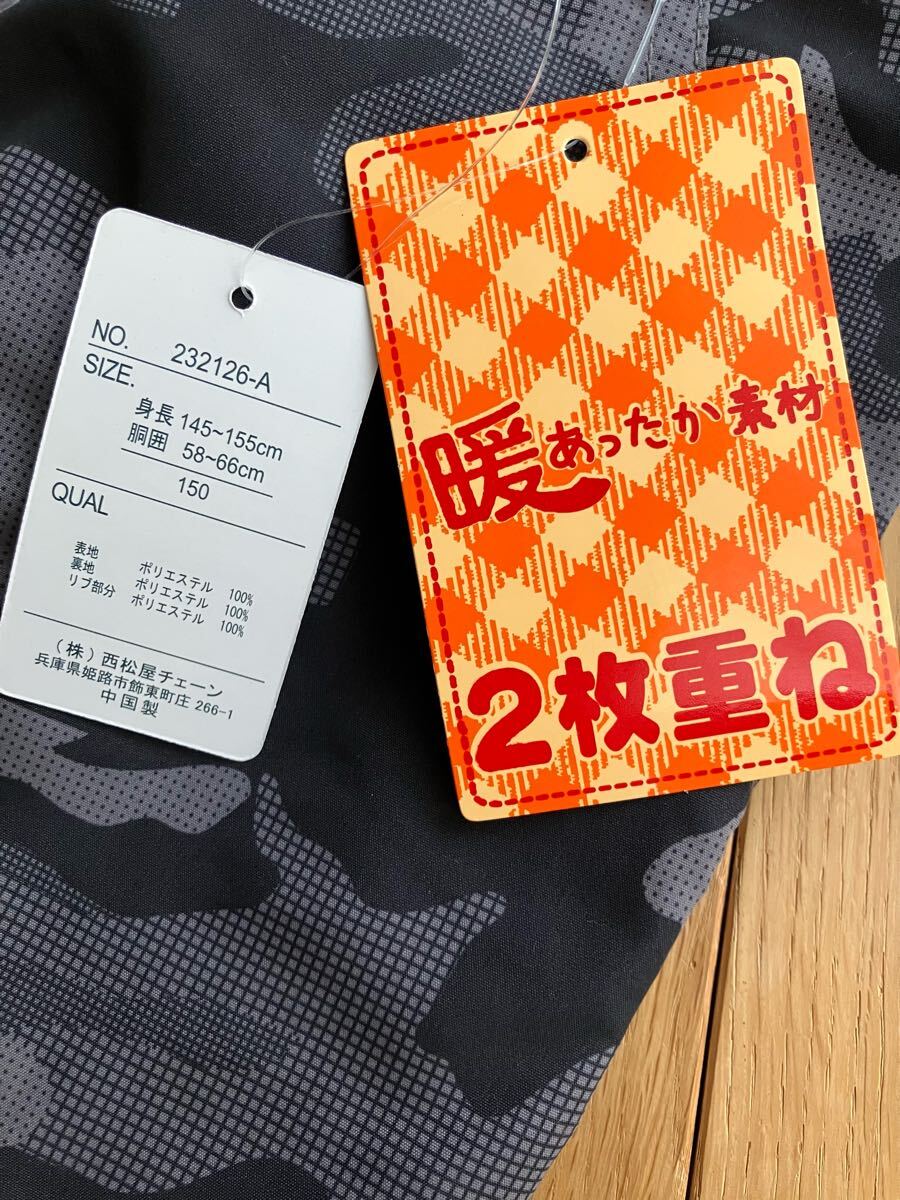 NO. 232126-A
SIZE.
身長 145~155cm
胴囲 58~66cm
150
QUAL
表地 ポリエステル 100%
裏地 ポリエステル 100%
リブ部分 ポリエステル 100%
(株)西松屋チェーン
兵庫県姫路市飾東町庄 266-1
中国製
暖あったか素材
2枚重ね